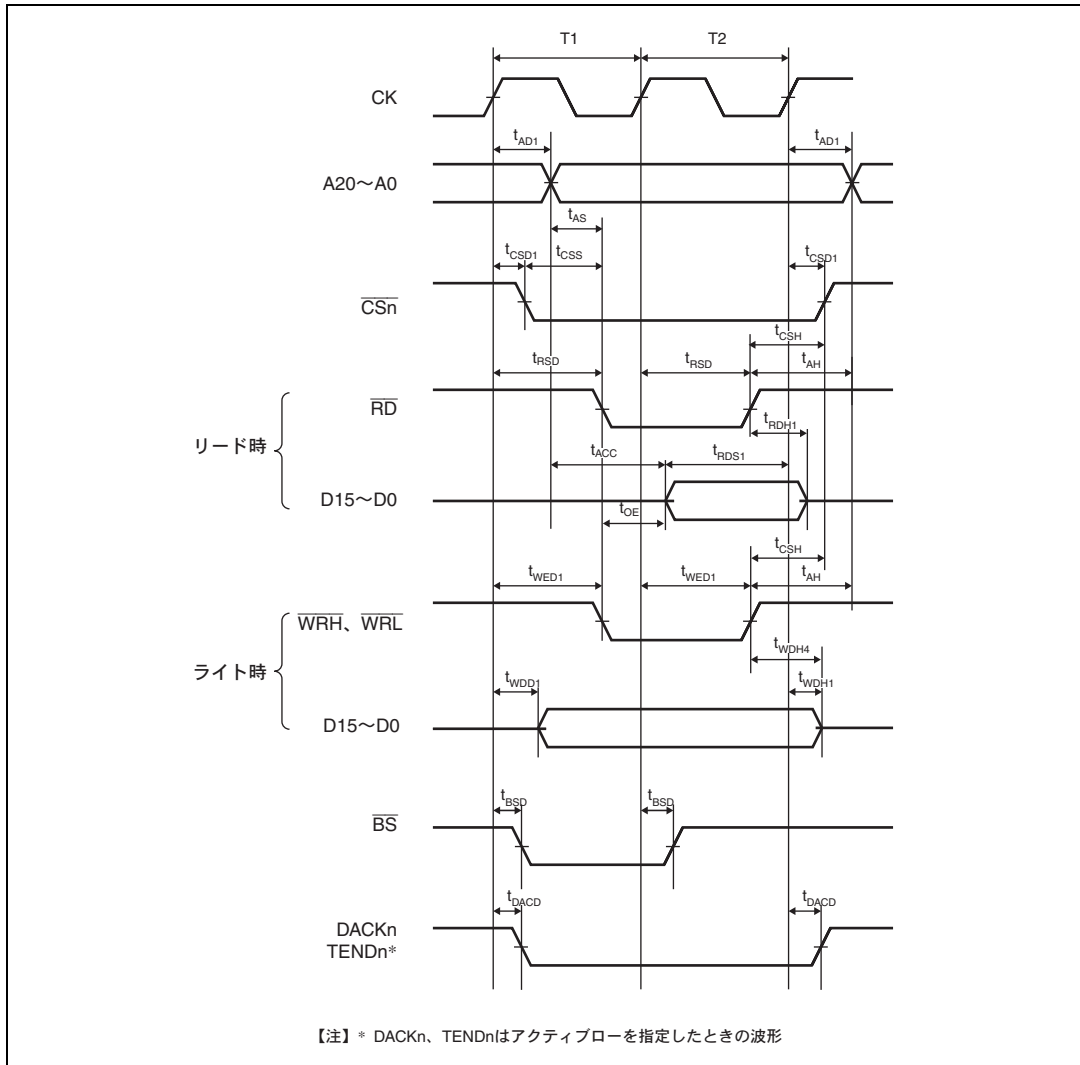 T1 T2
CK
tAD1 tAD1
A20〜A0
tAS
tCSD1 tCSS tCSD1
CSn
tCSH
tRSD tRSD tAH
RD
tRDH1
リード時
tACC tRDS1
D15〜D0
tOE
tCSH
tWED1 tWED1 tAH
WRH、WRL
tWDH4
ライト時
tWDD1 tWDH1
D15〜D0
tBSD tBSD
BS
tDACD tDACD
DACKn
TENDn*
【注】* DACKn、TENDnはアクティブローを指定したときの波形